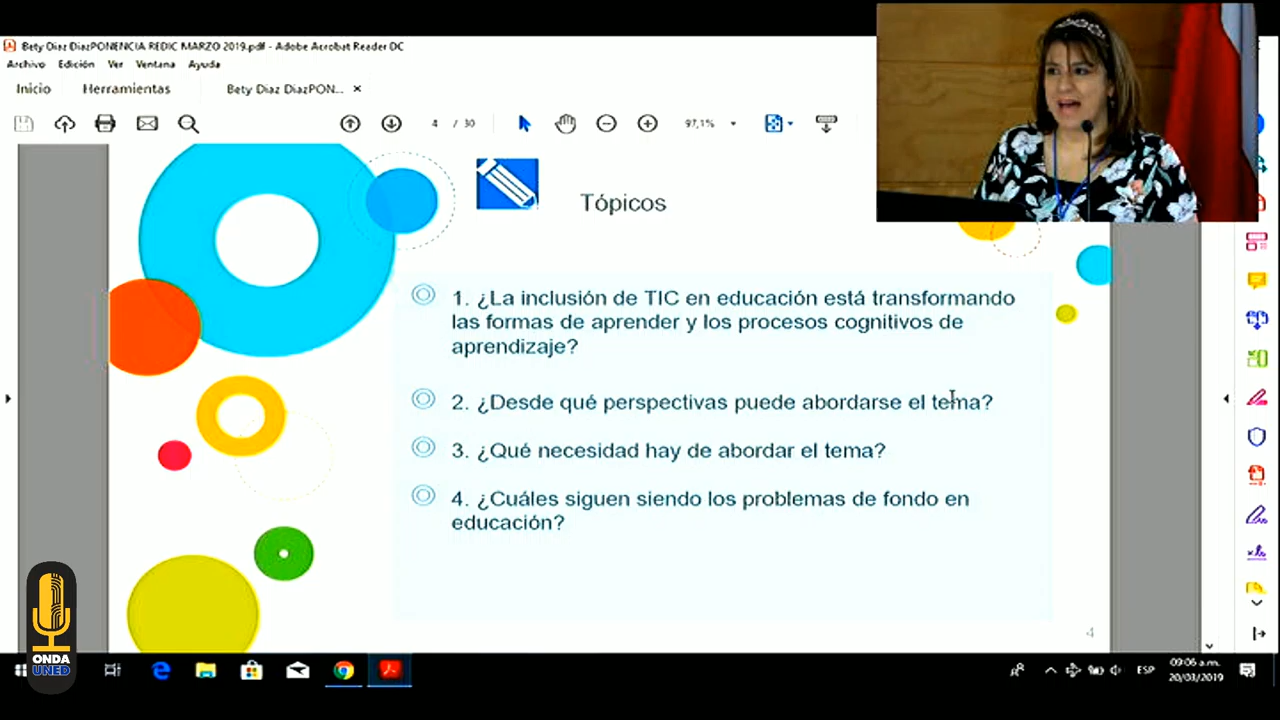 Bety Diaz DiazPONENCIA REDIC MARZO 2019.pdf - Adobe Acrobat Reader DC
Archivo Edición Ver Ventana Ayuda
Inicio Herramientas Bety Diaz DiazPON... ×
4 / 30 97,1%
Tópicos
1. ¿La inclusión de TIC en educación está transformando
las formas de aprender y los procesos cognitivos de
aprendizaje?
2. ¿Desde qué perspectivas puede abordarse el tema?
3. ¿Qué necesidad hay de abordar el tema?
4. ¿Cuáles siguen siendo los problemas de fondo en
educación?
4
ONDA
UNED
ESP
09:06 a.m.
20/03/2019